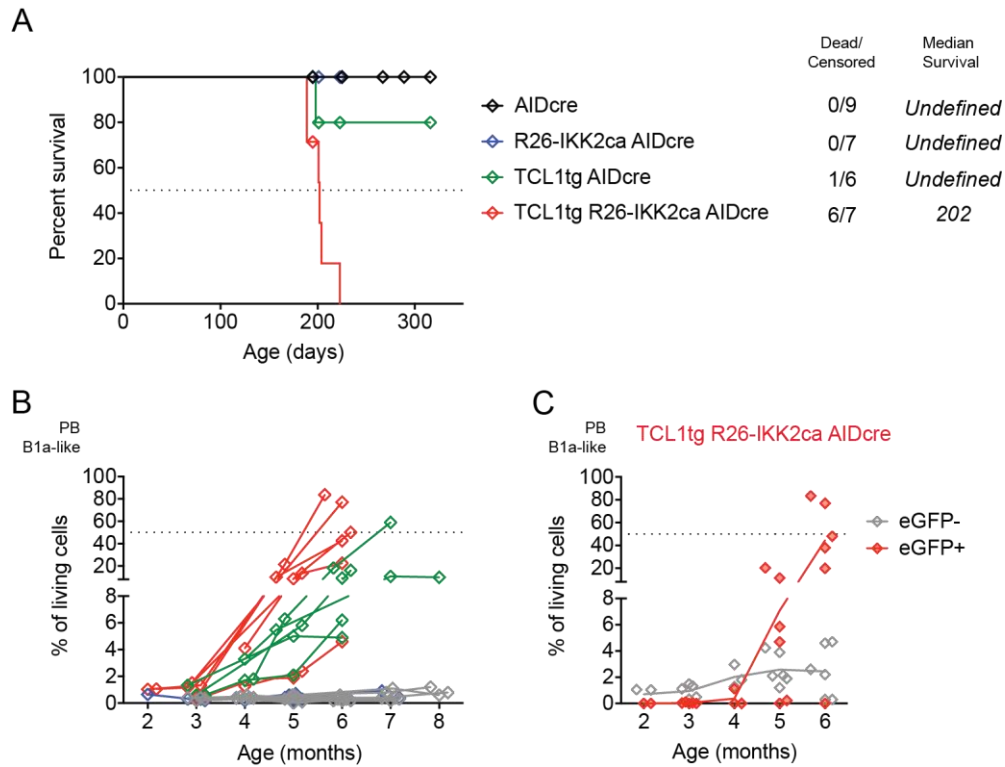 A
Dead/ Median
Censored Survival
AIDcre 0/9 Undefined
R26-IKK2ca AIDcre 0/7 Undefined
TCL1tg AIDcre 1/6 Undefined
TCL1tg R26-IKK2ca AIDcre 6/7 202
Percent survival
100
80
60
40
20
0
0 100 200 300
Age (days)
B
PB
B1a-like
% of living cells
100
80
60
40
20
8
6
4
2
0
2 3 4 5 6 7 8
Age (months)
C
PB
B1a-like
TCL1tg R26-IKK2ca AIDcre
% of living cells
100
80
60
40
20
8
6
4
2
0
2 3 4 5 6
Age (months)
eGFP-
eGFP+